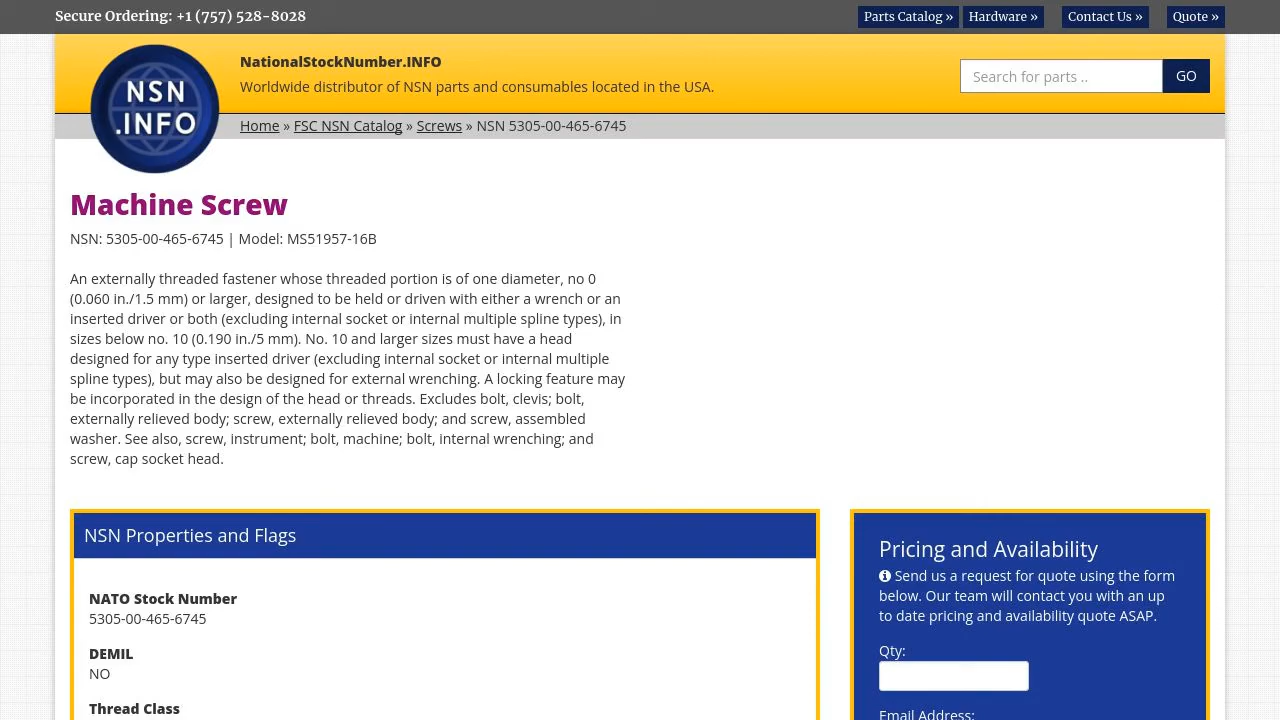 Secure Ordering: +1 (757) 528-8028
Parts Catalog »
Hardware »
Contact Us »
Quote »
NSN
.INFO
NationalStockNumber.INFO
Worldwide distributor of NSN parts and consumables located in the USA.
Search for parts ..
GO
Home » FSC NSN Catalog » Screws » NSN 5305-00-465-6745
Machine Screw
NSN: 5305-00-465-6745 | Model: MS51957-16B
An externally threaded fastener whose threaded portion is of one diameter, no 0
(0.060 in./1.5 mm) or larger, designed to be held or driven with either a wrench or an
inserted driver or both (excluding internal socket or internal multiple spline types), in
sizes below no. 10 (0.190 in./5 mm). No. 10 and larger sizes must have a head
designed for any type inserted driver (excluding internal socket or internal multiple
spline types), but may also be designed for external wrenching. A locking feature may
be incorporated in the design of the head or threads. Excludes bolt, clevis; bolt,
externally relieved body; screw, externally relieved body; and screw, assembled
washer. See also, screw, instrument; bolt, machine; bolt, internal wrenching; and
screw, cap socket head.
NSN Properties and Flags
NATO Stock Number
5305-00-465-6745
DEMIL
NO
Thread Class
Pricing and Availability
Send us a request for quote using the form
below. Our team will contact you with an up
to date pricing and availability quote ASAP.
Qty:
Email Address: